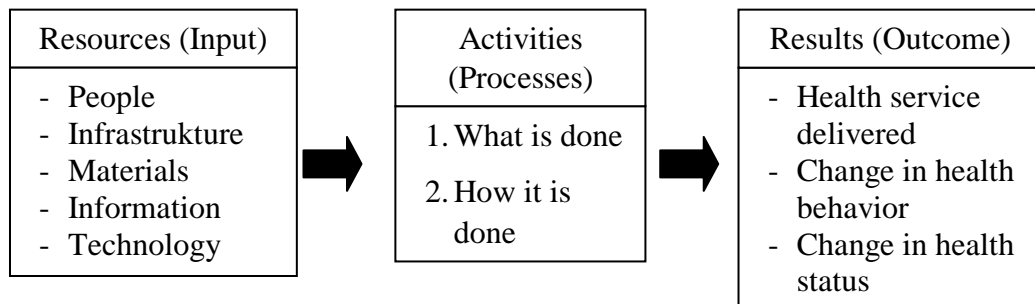 Resources (Input)
- People
- Infrastrukture
- Materials
- Information
- Technology
Activities
(Processes)
1. What is done
2. How it is
done
Results (Outcome)
- Health service
delivered
- Change in health
behavior
- Change in health
status